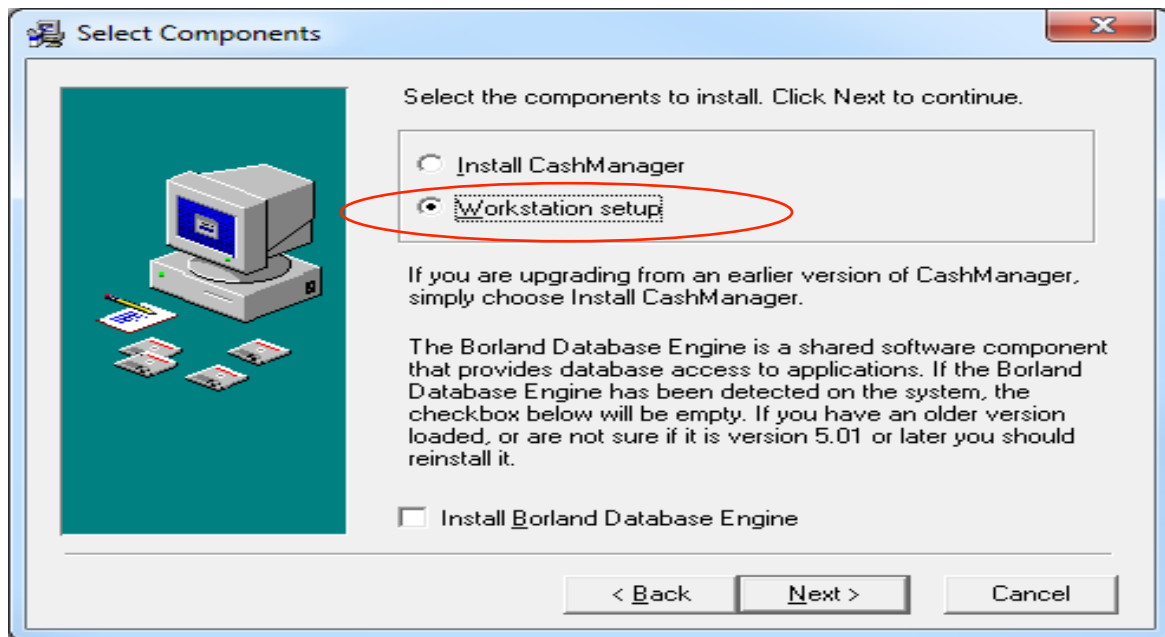 Select Components
Select the components to install. Click Next to continue.
Install CashManager
Workstation setup
If you are upgrading from an earlier version of CashManager,
simply choose Install CashManager.
The Borland Database Engine is a shared software component
that provides database access to applications. If the Borland
Database Engine has been detected on the system, the
checkbox below will be empty. If you have an older version
loaded, or are not sure if it is version 5.01 or later you should
reinstall it.
Install Borland Database Engine
< Back Next > Cancel